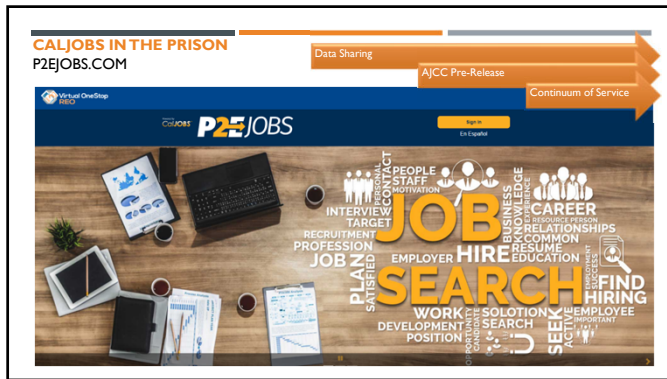 CALJOBS IN THE PRISON
P2EJOBS.COM
Data Sharing
AJCC Pre-Release
Continuum of Service
Virtual OneStop
REO
CalJOBS
P2E JOBS
Sign In
En Español
PERSONAL
CONTACT
PEOPLE
STAFF
MOTIVATION
INTERVIEW
TARGET
RECRUITMENT
PROFESSION
JOB
PLAN
SATISFIED
JOB
BUSINESS
KNOWLEDGE
EXPERIENCE
CAREER
RESOURCE PERSON
RELATIONSHIPS
COMMON
RESUME
EDUCATION
EMPLOYER
HIRE
SEARCH
EMPLOYMENT
SUCCESS
FIND
HIRING
WORK
DEVELOPMENT
POSITION
OPPORTUNITY
CANDIDATE
SOLOTION
SEARCH
SEEK
ACTIVE
EMPLOYEE
IMPORTANT